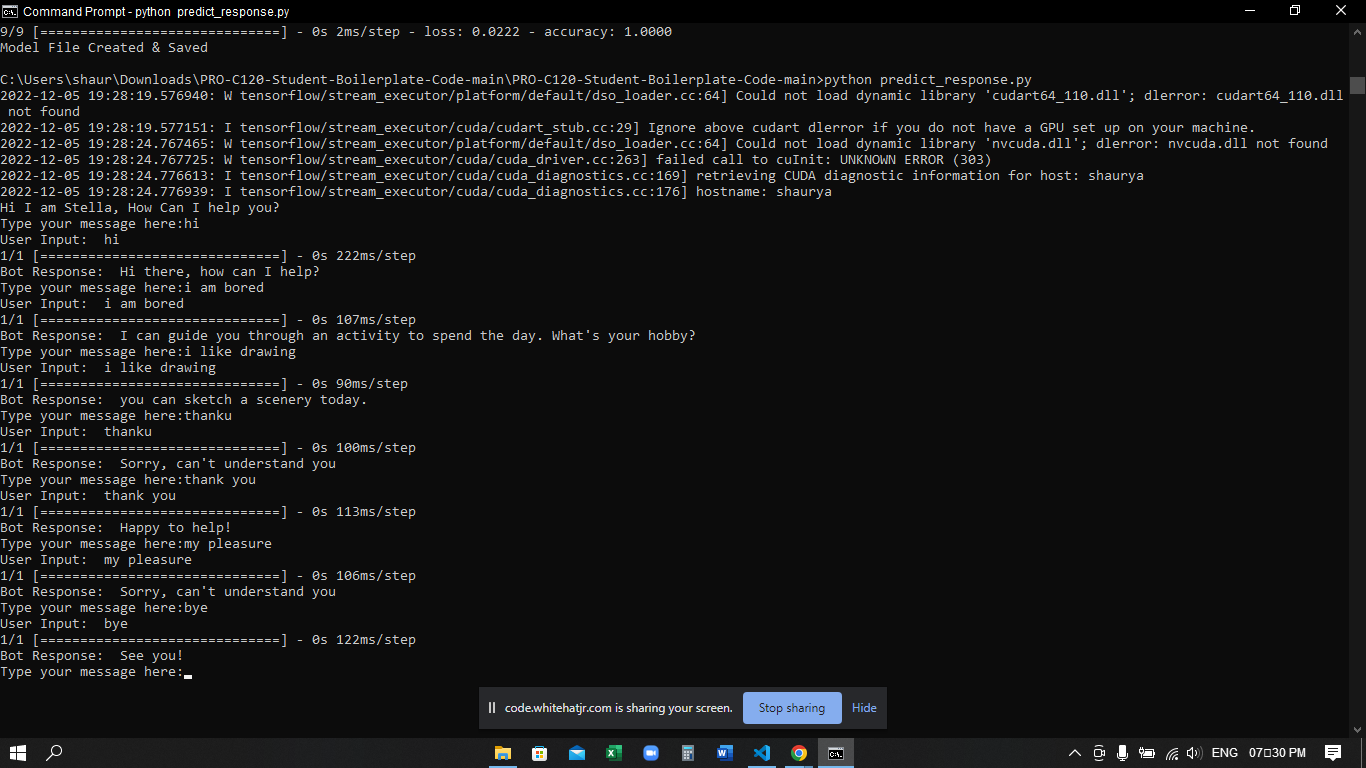 Command Prompt - python  predict_response.py
9/9 [==============================] - 0s 2ms/step - loss: 0.0222 - accuracy: 1.0000
Model File Created & Saved
C:\Users\shaur\Downloads\PRO-C120-Student-Boilerplate-Code-main\PRO-C120-Student-Boilerplate-Code-main>python predict_response.py
2022-12-05 19:28:19.576940: W tensorflow/stream_executor/platform/default/dso_loader.cc:64] Could not load dynamic library 'cudart64_110.dll'; dlerror: cudart64_110.dll
 not found
2022-12-05 19:28:19.577151: I tensorflow/stream_executor/cuda/cudart_stub.cc:29] Ignore above cudart dlerror if you do not have a GPU set up on your machine.
2022-12-05 19:28:24.767465: W tensorflow/stream_executor/platform/default/dso_loader.cc:64] Could not load dynamic library 'nvcuda.dll'; dlerror: nvcuda.dll not found
2022-12-05 19:28:24.767725: W tensorflow/stream_executor/cuda/cuda_driver.cc:263] failed call to cuInit: UNKNOWN ERROR (303)
2022-12-05 19:28:24.776613: I tensorflow/stream_executor/cuda/cuda_diagnostics.cc:169] retrieving CUDA diagnostic information for host: shaurya
2022-12-05 19:28:24.776939: I tensorflow/stream_executor/cuda/cuda_diagnostics.cc:176] hostname: shaurya
Hi I am Stella, How Can I help you?
Type your message here:hi
User Input:  hi
1/1 [==============================] - 0s 222ms/step
Bot Response:  Hi there, how can I help?
Type your message here:i am bored
User Input:  i am bored
1/1 [==============================] - 0s 107ms/step
Bot Response:  I can guide you through an activity to spend the day. What's your hobby?
Type your message here:i like drawing
User Input:  i like drawing
1/1 [==============================] - 0s 90ms/step
Bot Response:  you can sketch a scenery today.
Type your message here:thanku
User Input:  thanku
1/1 [==============================] - 0s 100ms/step
Bot Response:  Sorry, can't understand you
Type your message here:thank you
User Input:  thank you
1/1 [==============================] - 0s 113ms/step
Bot Response:  Happy to help!
Type your message here:my pleasure
User Input:  my pleasure
1/1 [==============================] - 0s 106ms/step
Bot Response:  Sorry, can't understand you
Type your message here:bye
User Input:  bye
1/1 [==============================] - 0s 122ms/step
Bot Response:  See you!
Type your message here:
code.whitehatjr.com is sharing your screen. Stop sharing Hide
ENG 07▯30 PM